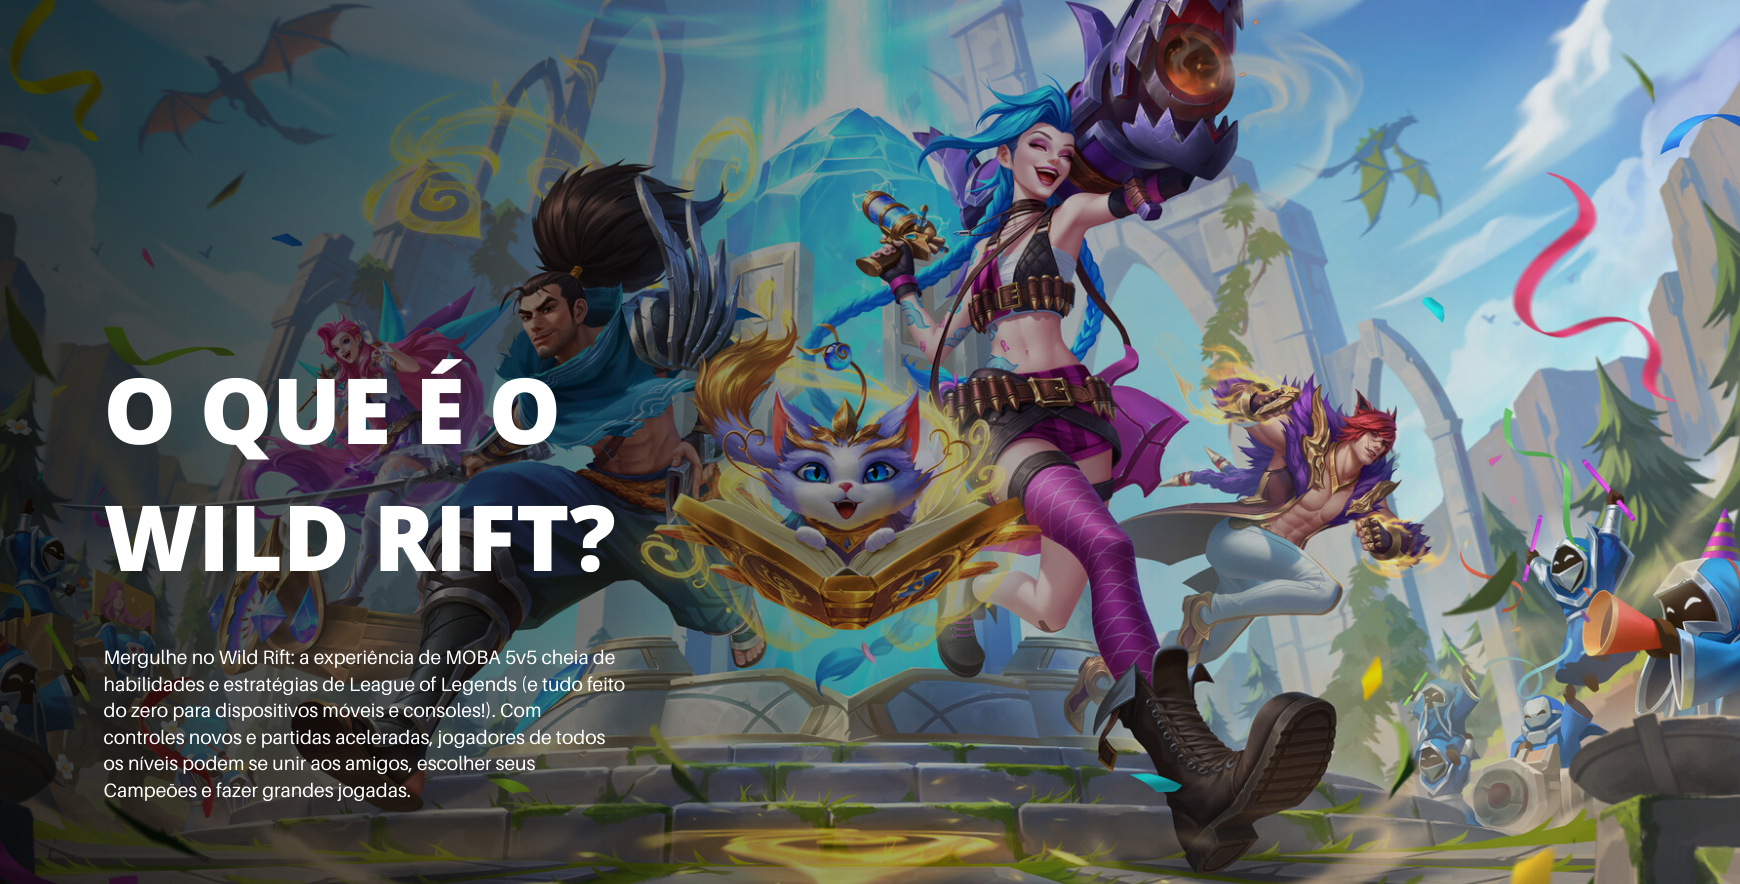 O QUE É O
WILD RIFT?
Mergulhe no Wild Rift: a experiência de MOBA 5v5 cheia de
habilidades e estratégias de League of Legends (e tudo feito
do zero para dispositivos móveis e consoles!). Com
controles novos e partidas aceleradas, jogadores de todos
os níveis podem se unir aos amigos, escolher seus
Campeões e fazer grandes jogadas.